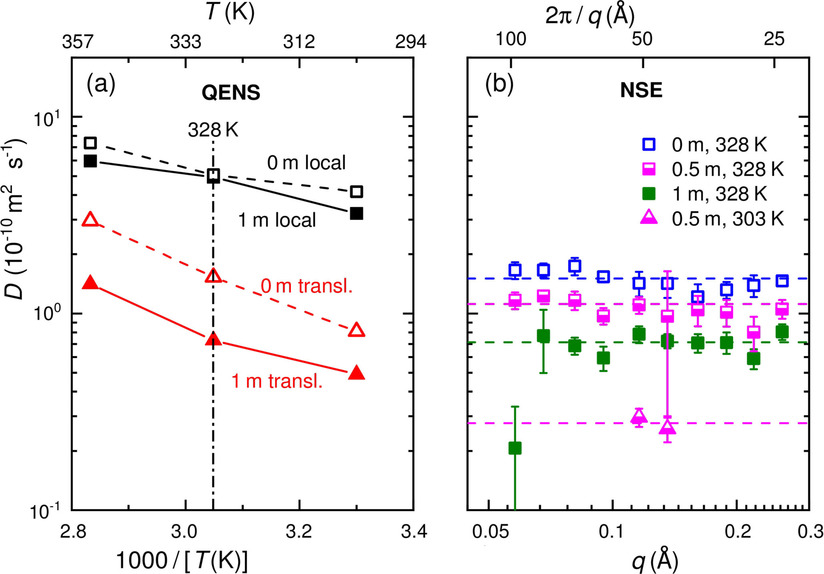 T (K)
357 333 312 294
(a) QENS
328 K
0 m local
1 m local
0 m transl.
1 m transl.
D (10⁻¹⁰ m² s⁻¹)
10¹
10⁰
10⁻¹
2.8 3.0 3.2 3.4
1000 / [T(K)]
2π / q (Å)
100 50 25
(b) NSE
0 m, 328 K
0.5 m, 328 K
1 m, 328 K
0.5 m, 303 K
0.05 0.1 0.2 0.3
q (Å)